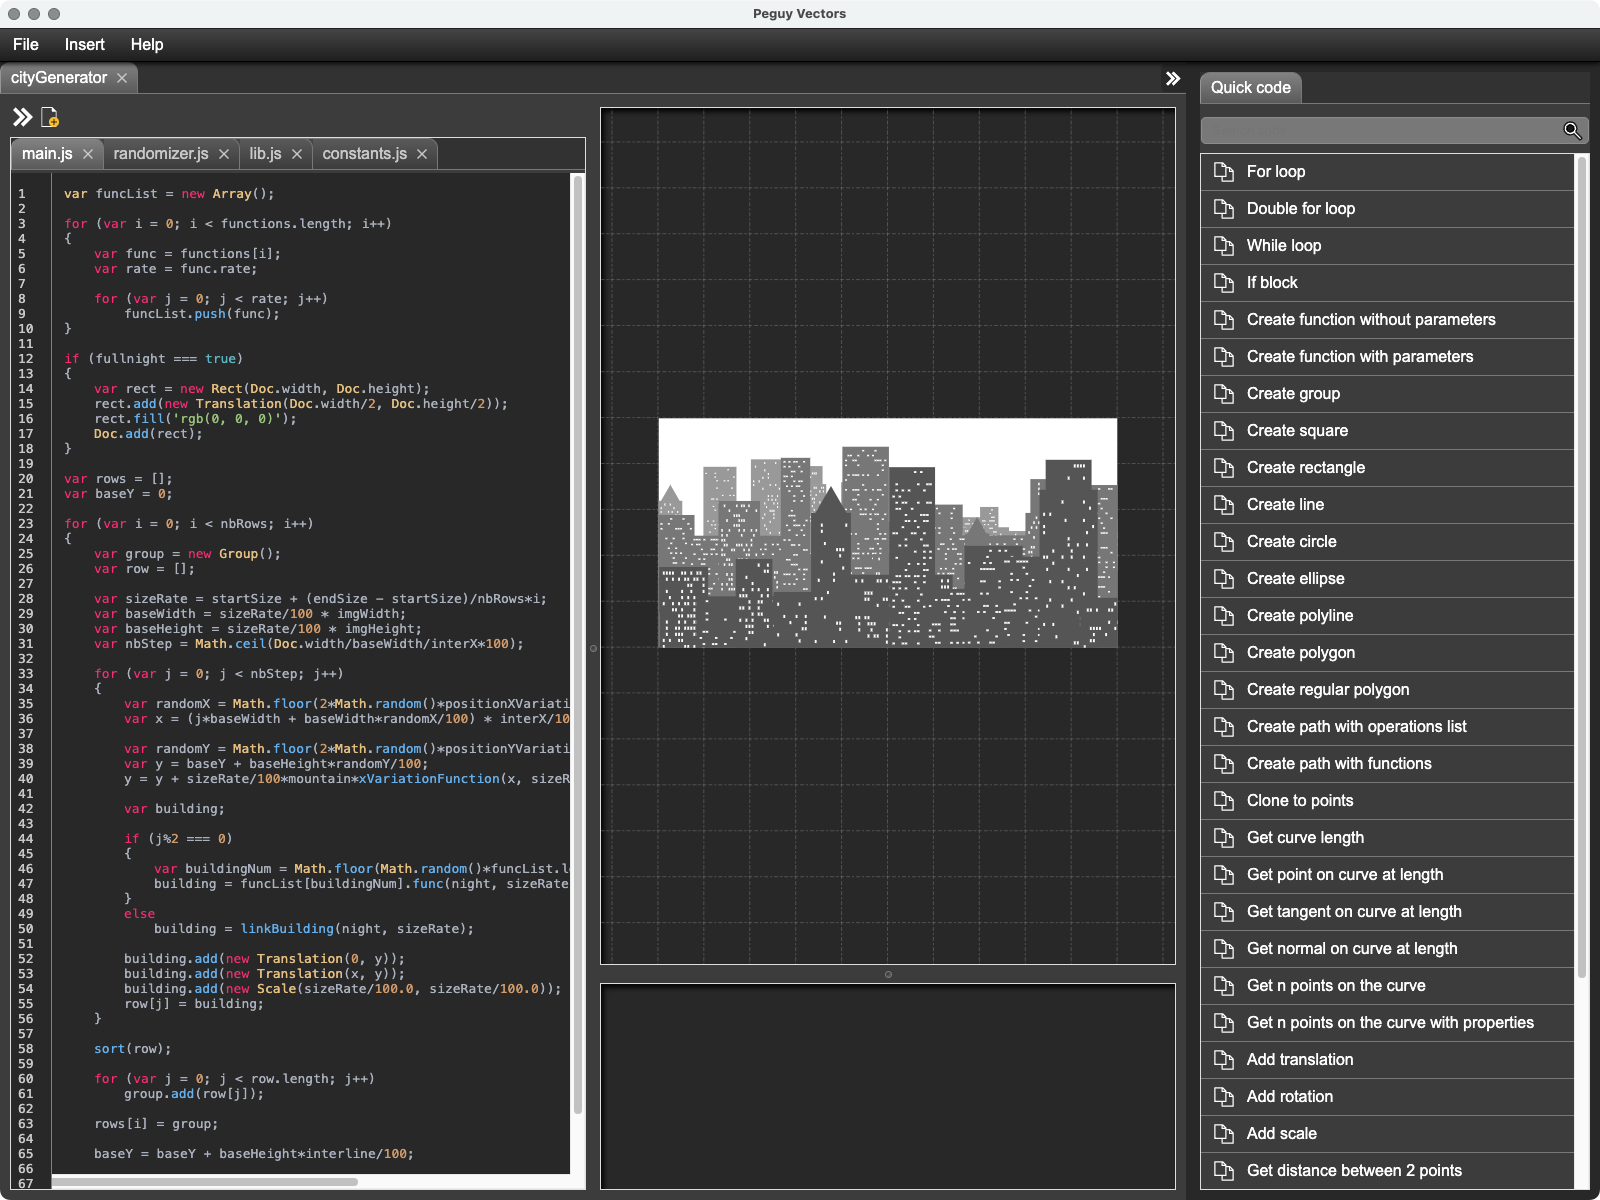 Peguy Vectors
File Insert Help
cityGenerator
main.js randomizer.js lib.js constants.js
1 var funcList = new Array();
2
3 for (var i = 0; i < functions.length; i++)
4 {
5 var func = functions[i];
6 var rate = func.rate;
7
8 for (var j = 0; j < rate; j++)
9 funcList.push(func);
10 }
11
12 if (fullnight === true)
13 {
14 var rect = new Rect(Doc.width, Doc.height);
15 rect.add(new Translation(Doc.width/2, Doc.height/2));
16 rect.fill('rgb(0, 0, 0)');
17 Doc.add(rect);
18 }
19
20 var rows = [];
21 var baseY = 0;
22
23 for (var i = 0; i < nbRows; i++)
24 {
25 var group = new Group();
26 var row = [];
27
28 var sizeRate = startSize + (endSize - startSize)/nbRows*i;
29 var baseWidth = sizeRate/100 * imgWidth;
30 var baseHeight = sizeRate/100 * imgHeight;
31 var nbStep = Math.ceil(Doc.width/baseWidth/interX*100);
32
33 for (var j = 0; j < nbStep; j++)
34 {
35 var randomX = Math.floor(2*Math.random()*positionXVariati
36 var x = (j*baseWidth + baseWidth*randomX/100) * interX/10
37
38 var randomY = Math.floor(2*Math.random()*positionYVariati
39 var y = baseY + baseHeight*randomY/100;
40 y = y + sizeRate/100*mountain*xVariationFunction(x, sizeR
41
42 var building;
43
44 if (j%2 === 0)
45 {
46 var buildingNum = Math.floor(Math.random()*funcList.l
47 building = funcList[buildingNum].func(night, sizeRate
48 }
49 else
50 building = linkBuilding(night, sizeRate);
51
52 building.add(new Translation(0, y));
53 building.add(new Translation(x, y));
54 building.add(new Scale(sizeRate/100.0, sizeRate/100.0));
55 row[j] = building;
56 }
57
58 sort(row);
59
60 for (var j = 0; j < row.length; j++)
61 group.add(row[j]);
62
63 rows[i] = group;
64
65 baseY = baseY + baseHeight*interline/100;
66
67
Quick code
For loop
Double for loop
While loop
If block
Create function without parameters
Create function with parameters
Create group
Create square
Create rectangle
Create line
Create circle
Create ellipse
Create polyline
Create polygon
Create regular polygon
Create path with operations list
Create path with functions
Clone to points
Get curve length
Get point on curve at length
Get tangent on curve at length
Get normal on curve at length
Get n points on the curve
Get n points on the curve with properties
Add translation
Add rotation
Add scale
Get distance between 2 points